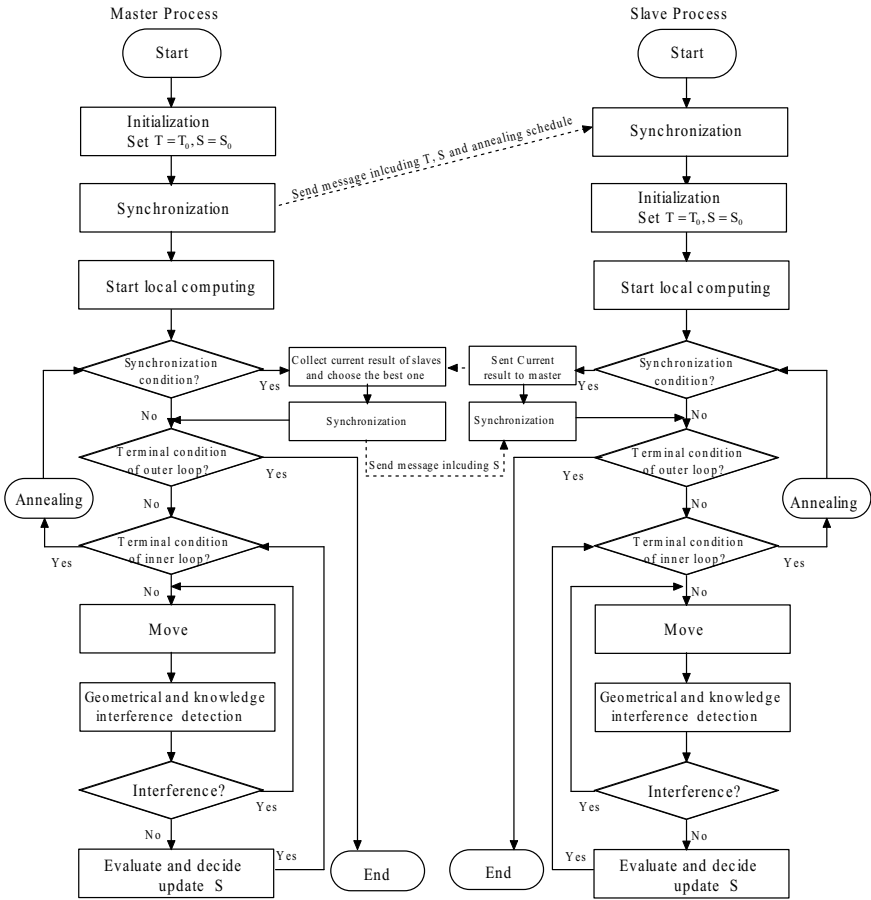 Master Process
Start
Initialization
Set T = T₀, S = S₀
Synchronization
Start local computing
Synchronization
condition?
Yes
No
Collect current result of slaves
and choose the best one
Synchronization
Terminal condition
of outer loop?
Yes
No
Annealing
Terminal condition
of inner loop?
Yes
No
Move
Geometrical and knowledge
interference detection
Interference?
Yes
No
Evaluate and decide
update S
Yes
End
Send message inlcuding T, S and annealing schedule
Send message inlcuding S
Slave Process
Start
Synchronization
Initialization
Set T = T₀, S = S₀
Start local computing
Synchronization
condition?
Yes
No
Sent Current
result to master
Synchronization
Terminal condition
of outer loop?
Yes
No
Annealing
Terminal condition
of inner loop?
Yes
No
Move
Geometrical and knowledge
interference detection
Interference?
Yes
No
Evaluate and decide
update S
Yes
End